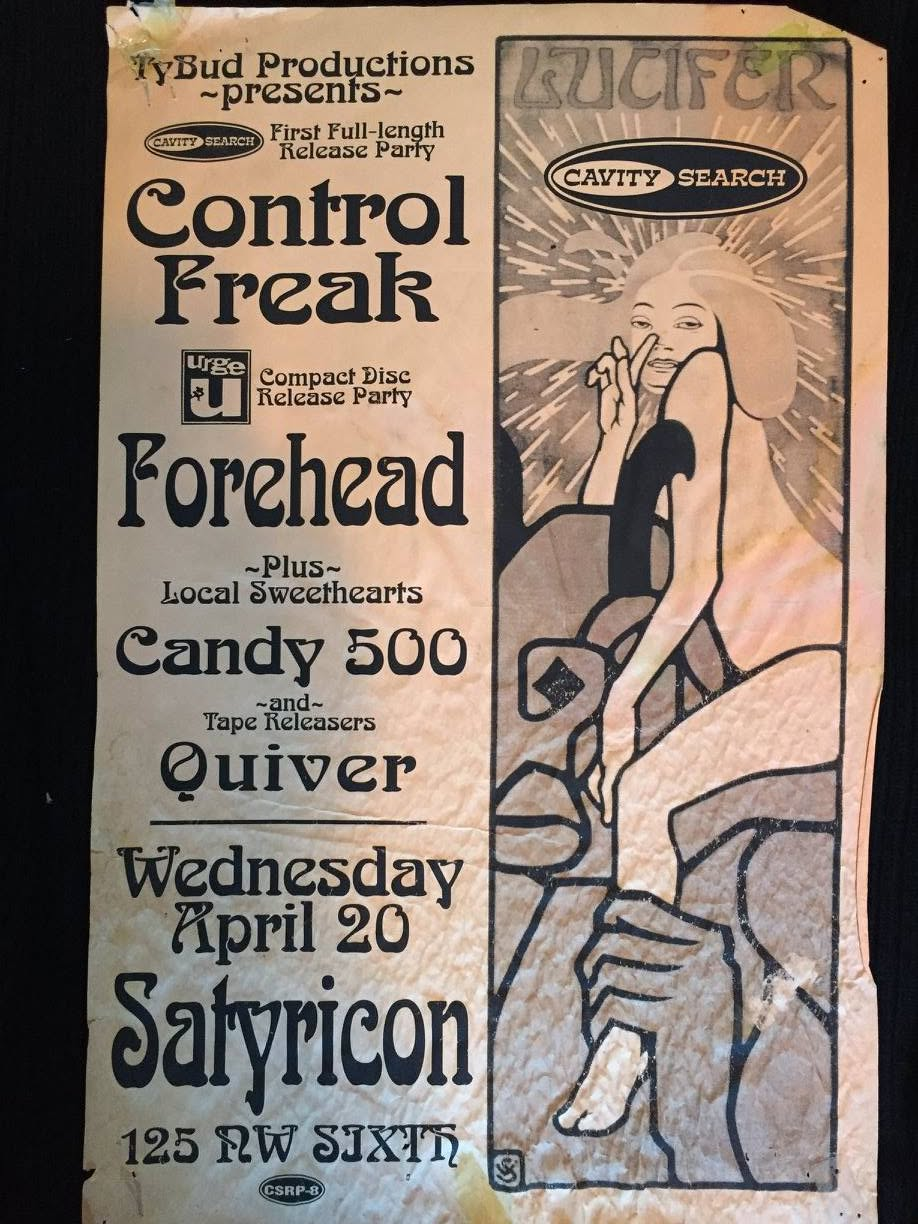 TyBud Productions
~presents~
CAVITY SEARCH
First Full-length
Release Party
Control
Freak
urge
u
Compact Disc
Release Party
Forehead
~Plus~
Local Sweethearts
Candy 500
~and~
Tape Releasers
Quiver
Wednesday
April 20
Satyricon
125 NW SIXTH
CSRP-8
LUCIFER
CAVITY SEARCH